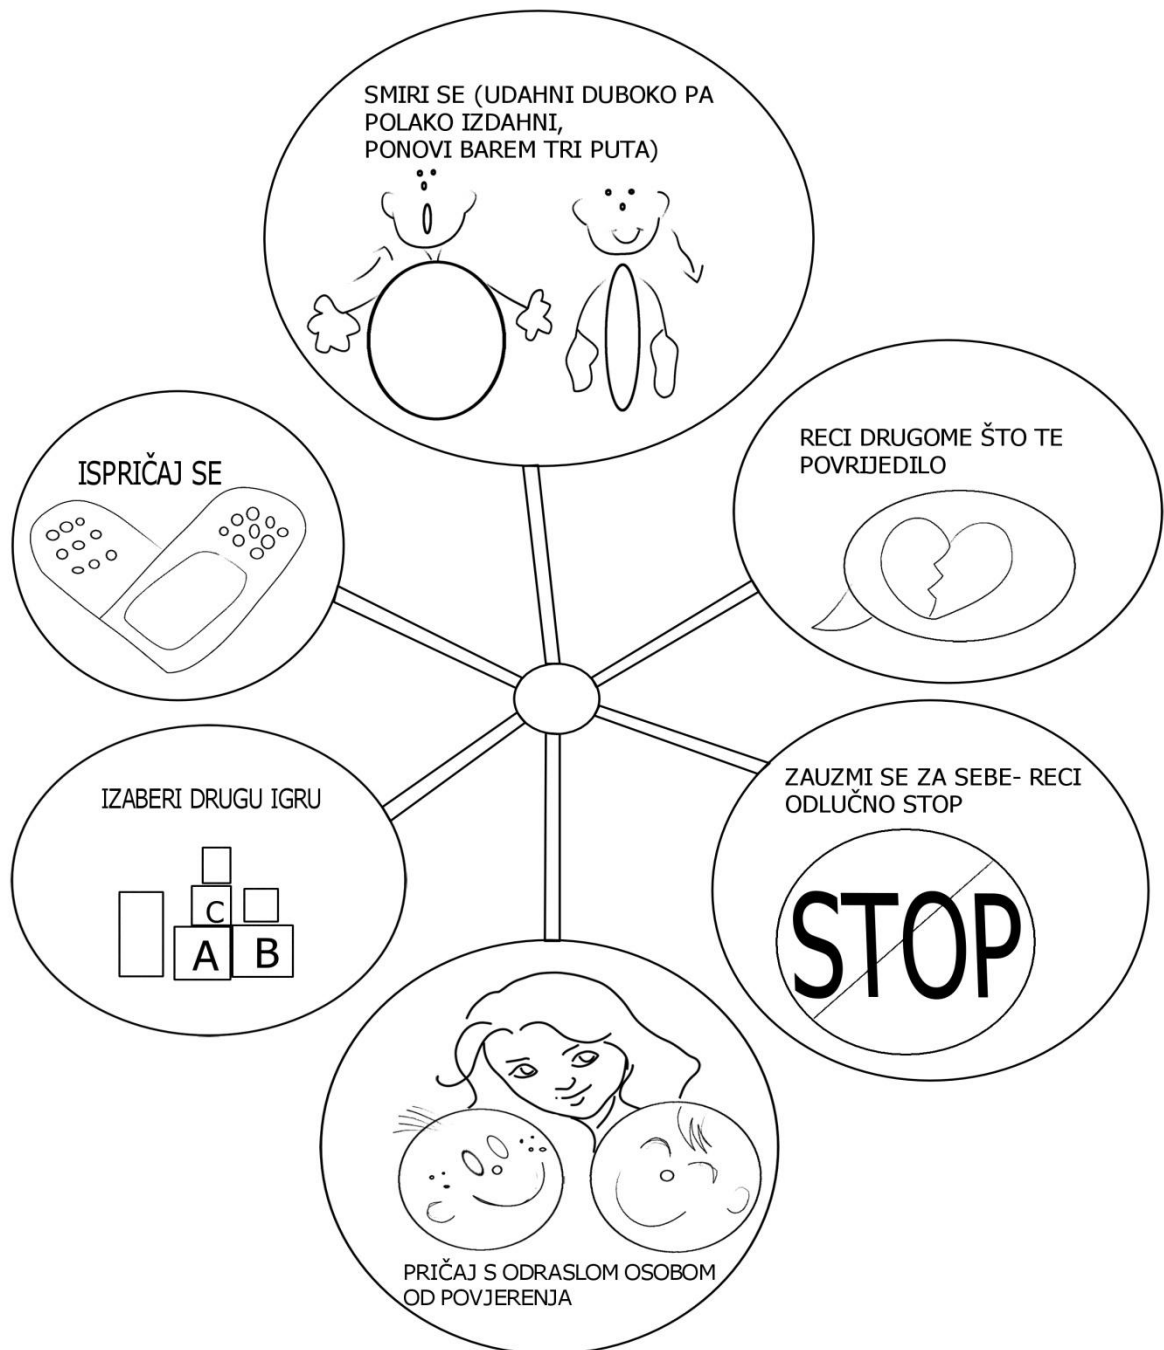 SMIRI SE (UDAHNI DUBOKO PA
POLAKO IZDAHNI,
PONOVI BAREM TRI PUTA)
RECI DRUGOME ŠTO TE
POVRIJEDILO
ISPRIČAJ SE
ZAUZMI SE ZA SEBE- RECI
ODLUČNO STOP
STOP
IZABERI DRUGU IGRU
C
A B
PRIČAJ S ODRASLOM OSOBOM
OD POVJERENJA